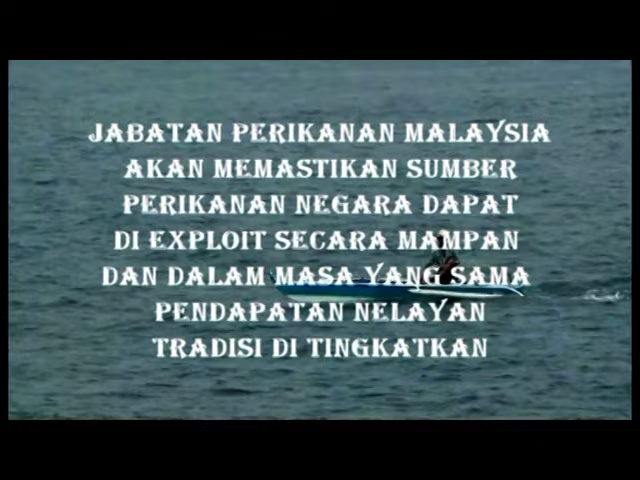 JABATAN PERIKANAN MALAYSIA
AKAN MEMASTIKAN SUMBER
PERIKANAN NEGARA DAPAT
DI EXPLOIT SECARA MAMPAN
DAN DALAM MASA YANG SAMA
PENDAPATAN NELAYAN
TRADISI DI TINGKATKAN